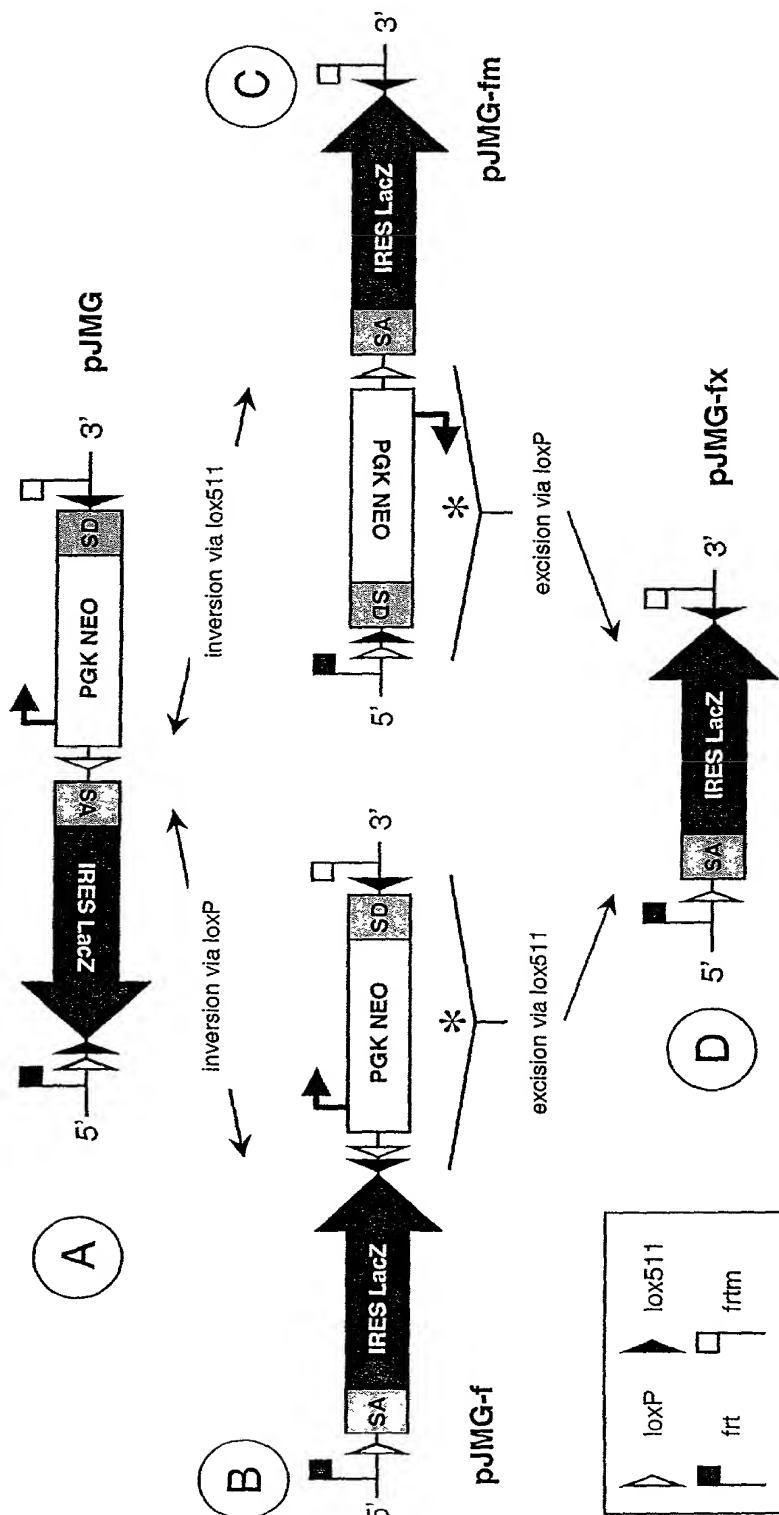 A
pJMG
5'
IRES LacZ
SA
PGK NEO
SD
3'
inversion via loxP
inversion via lox511
B
pJMG-f
5'
SA
IRES LacZ
PGK NEO
SD
3'
*
excision via lox511
C
pJMG-fm
5'
SD
PGK NEO
SA
IRES LacZ
3'
*
excision via loxP
D
pJMG-fx
5'
SA
IRES LacZ
3'
loxP
lox511
frt
frtm